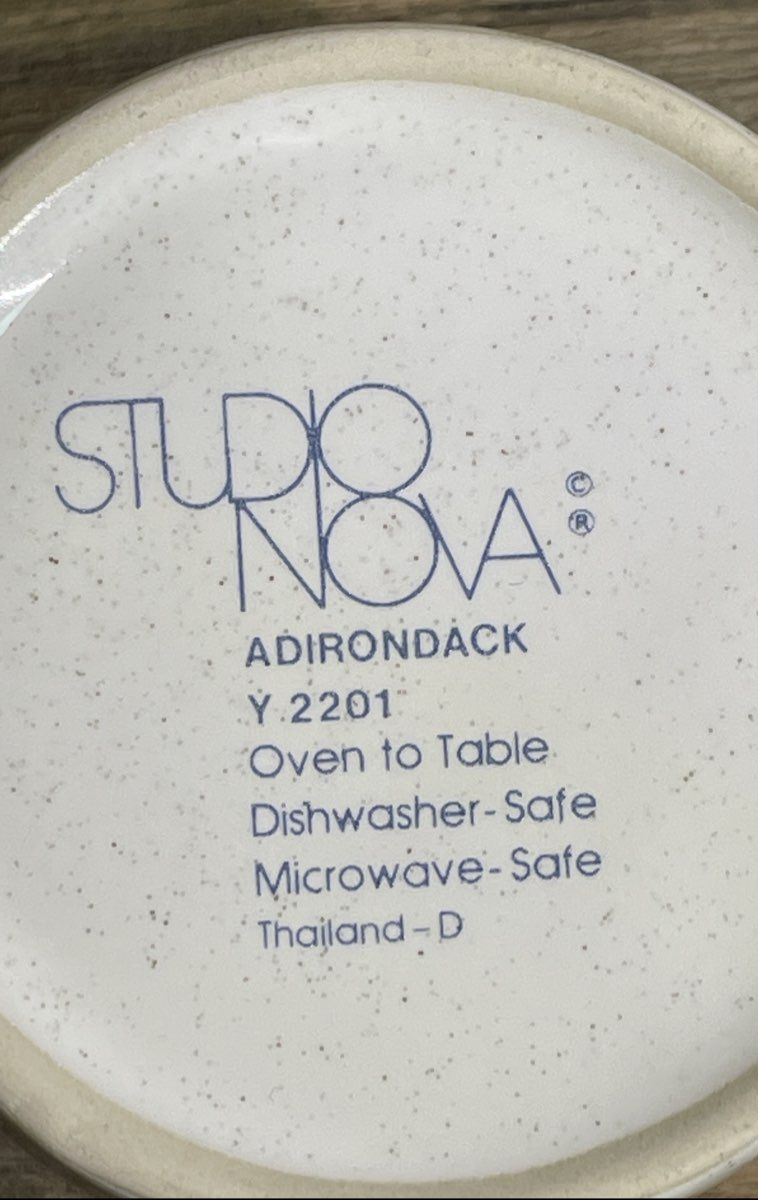 STUDIO
NOVA
©
®
ADIRONDACK
Y 2201
Oven to Table
Dishwasher-Safe
Microwave-Safe
Thailand-D